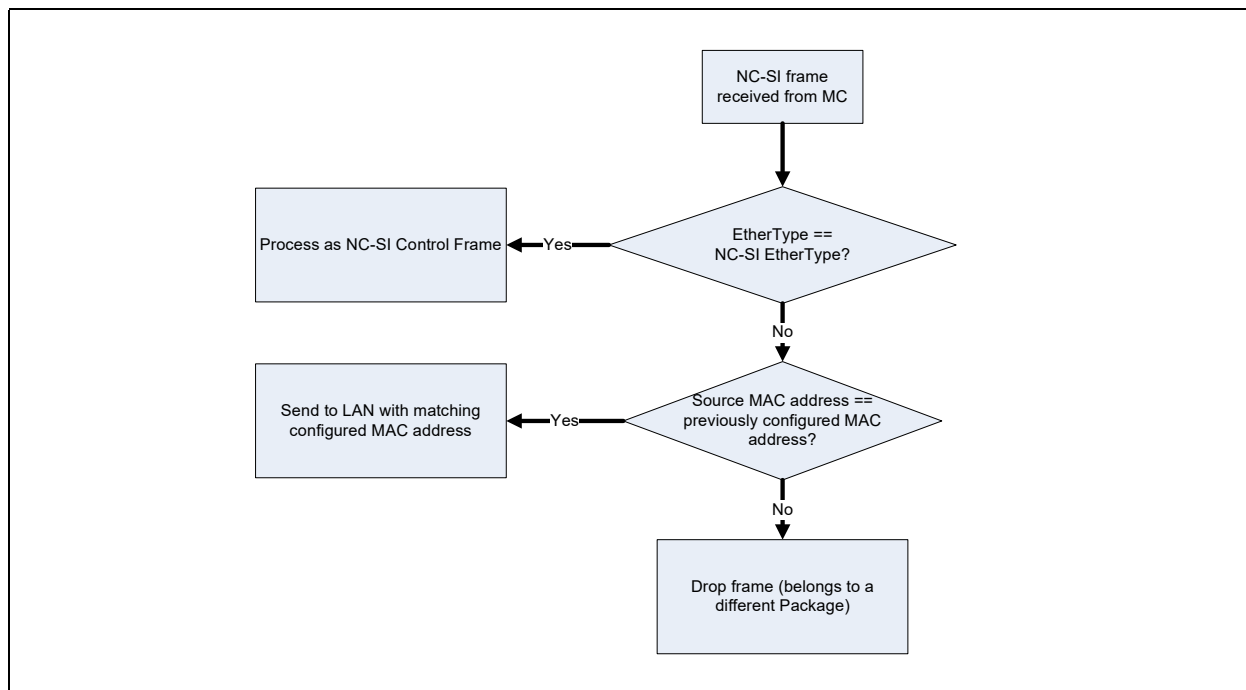 NC-SI frame
received from MC
EtherType ==
NC-SI EtherType?
Yes
Process as NC-SI Control Frame
No
Source MAC address ==
previously configured MAC
address?
Yes
Send to LAN with matching
configured MAC address
No
Drop frame (belongs to a
different Package)